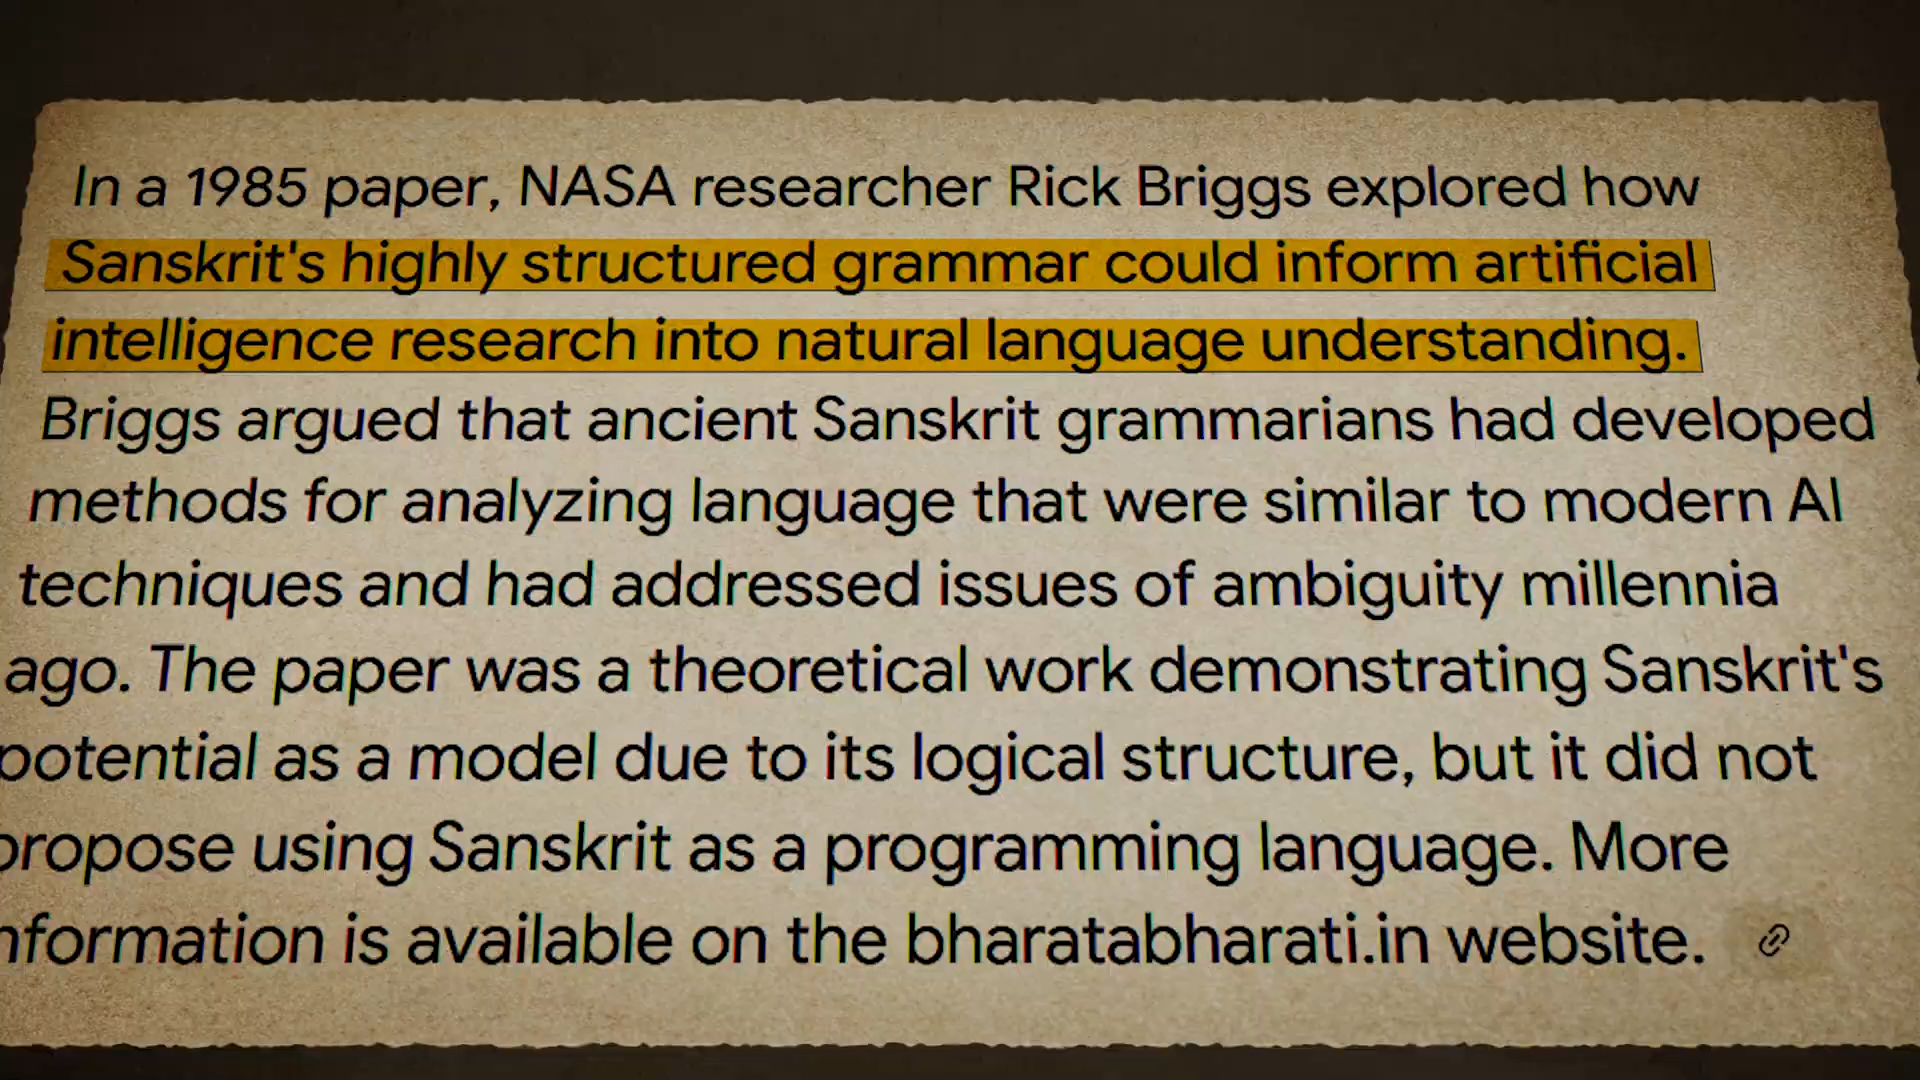 In a 1985 paper, NASA researcher Rick Briggs explored how
Sanskrit's highly structured grammar could inform artificial
intelligence research into natural language understanding.
Briggs argued that ancient Sanskrit grammarians had developed
methods for analyzing language that were similar to modern AI
techniques and had addressed issues of ambiguity millennia
ago. The paper was a theoretical work demonstrating Sanskrit's
potential as a model due to its logical structure, but it did not
propose using Sanskrit as a programming language. More
nformation is available on the bharatabharati.in website.